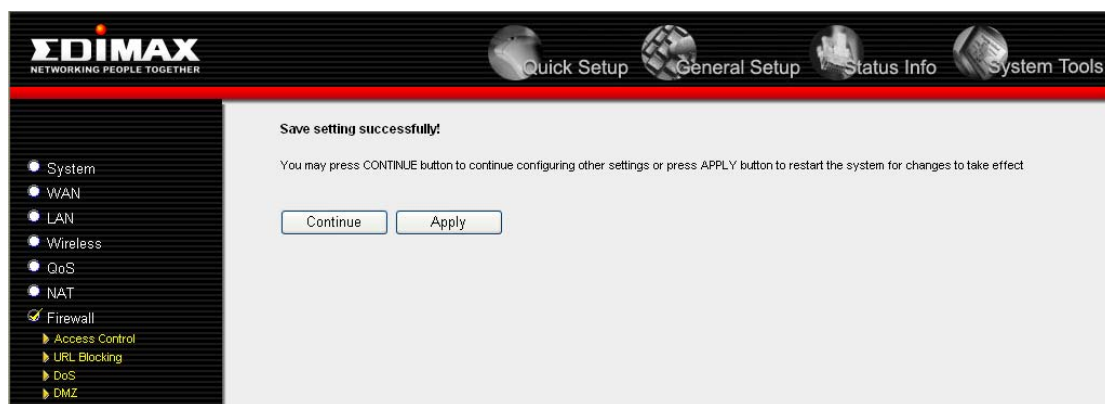 EDIMAX
NETWORKING PEOPLE TOGETHER
Quick Setup
General Setup
Status Info
System Tools
Save setting successfully!
You may press CONTINUE button to continue configuring other settings or press APPLY button to restart the system for changes to take effect
Continue
Apply
System
WAN
LAN
Wireless
QoS
NAT
Firewall
Access Control
URL Blocking
DoS
DMZ